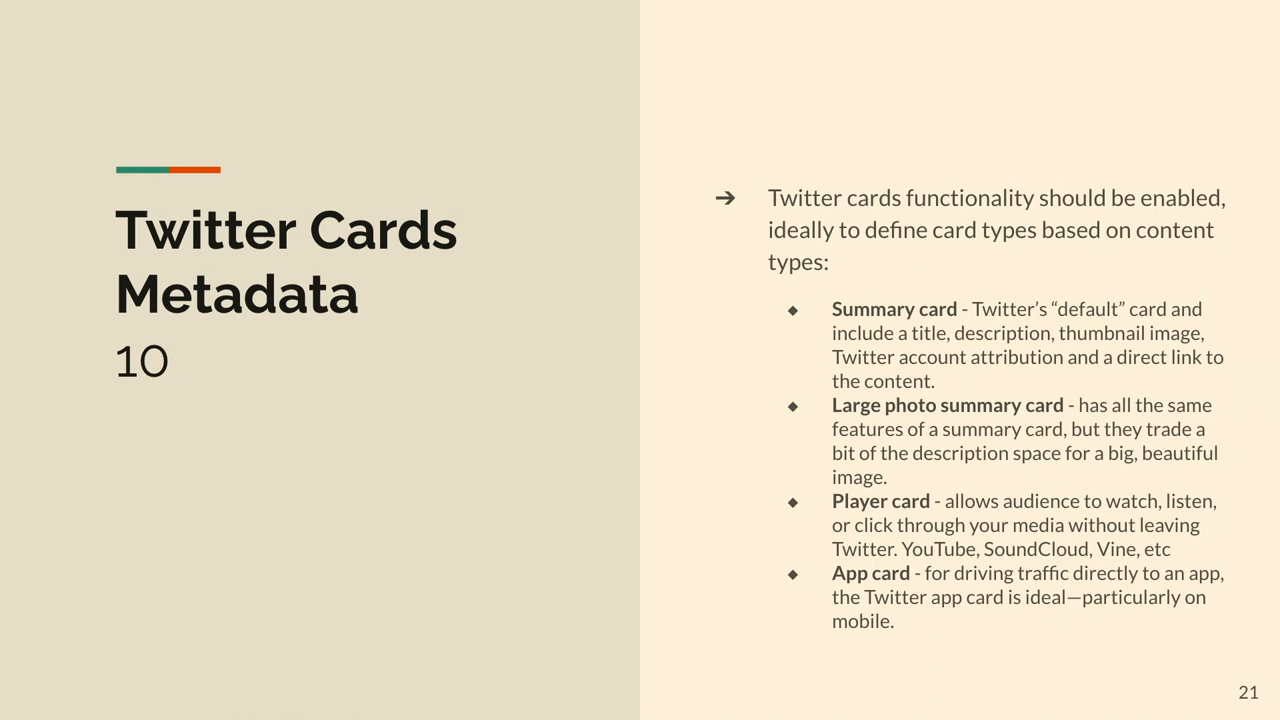 Twitter Cards
Metadata
10
➔ Twitter cards functionality should be enabled,
ideally to define card types based on content
types:
◆ Summary card - Twitter’s “default” card and
include a title, description, thumbnail image,
Twitter account attribution and a direct link to
the content.
◆ Large photo summary card - has all the same
features of a summary card, but they trade a
bit of the description space for a big, beautiful
image.
◆ Player card - allows audience to watch, listen,
or click through your media without leaving
Twitter. YouTube, SoundCloud, Vine, etc
◆ App card - for driving traffic directly to an app,
the Twitter app card is ideal—particularly on
mobile.
21